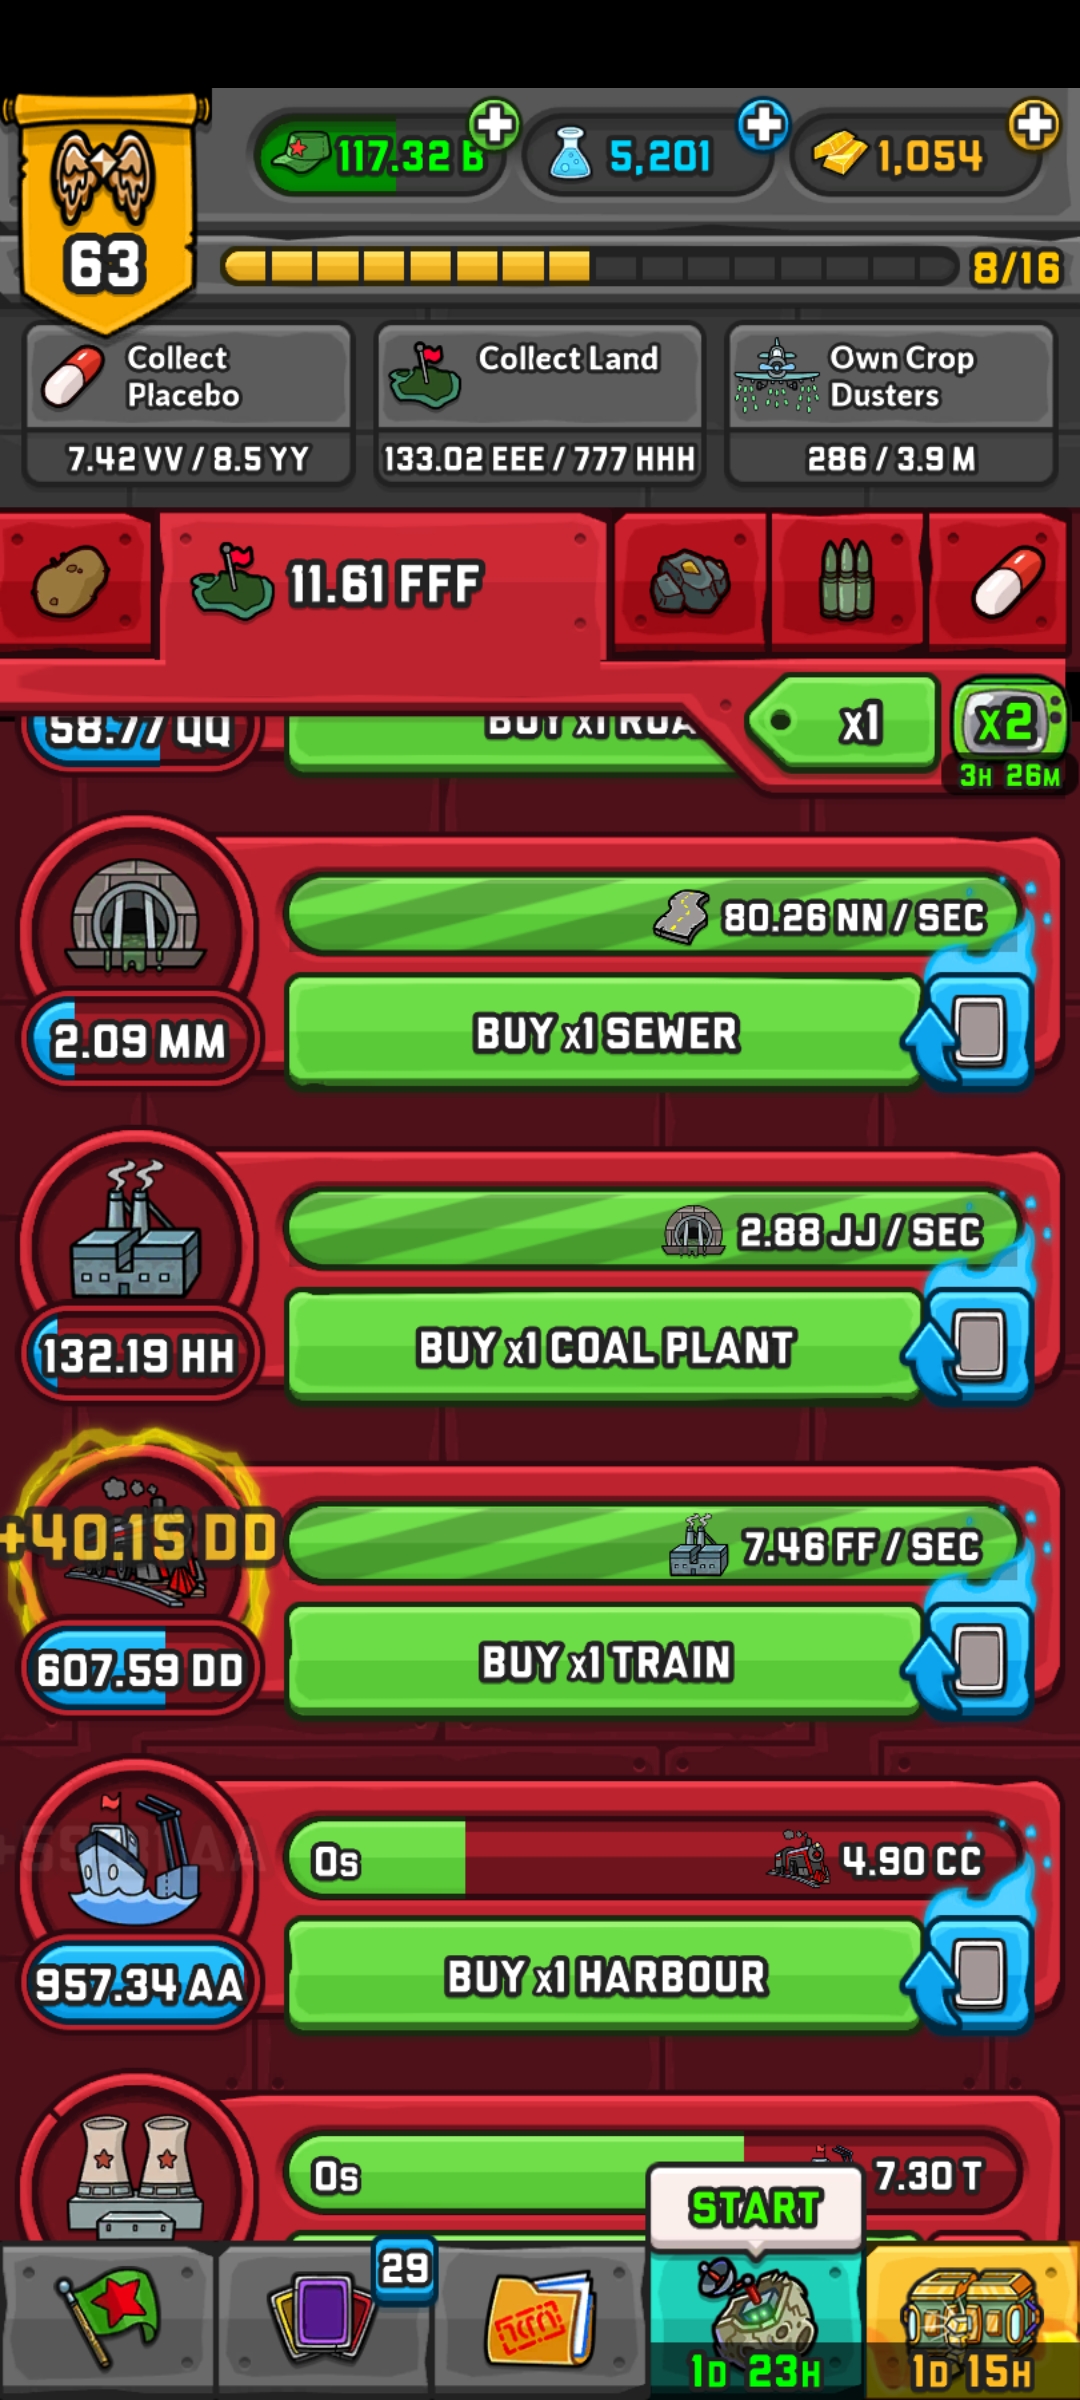 117.32 B
5,201
1,054
63
8/16
Collect
Placebo
Collect Land
Own Crop
Dusters
7.42 VV / 8.5 YY
133.02 EEE / 777 HHH
286 / 3.9 M
11.61 FFF
x1
x2
3H 26M
58.77 QQ
BUY x1
80.26 NN / SEC
BUY x1 SEWER
2.09 MM
2.88 JJ / SEC
BUY x1 COAL PLANT
132.19 HH
+40.15 DD
7.46 FF / SEC
BUY x1 TRAIN
607.59 DD
0s
4.90 CC
BUY x1 HARBOUR
957.34 AA
0s
7.30 T
START
29
1D 23H
1D 15H